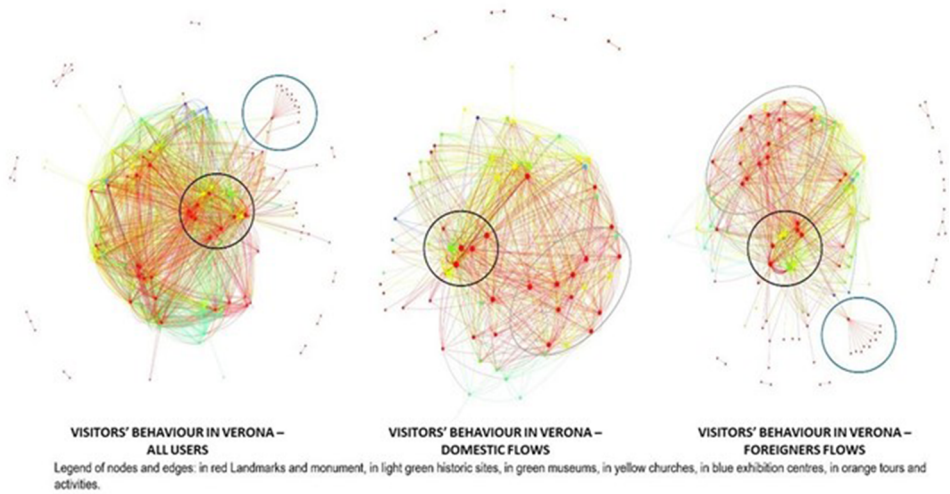 VISITORS' BEHAVIOUR IN VERONA –
ALL USERS
VISITORS' BEHAVIOUR IN VERONA –
DOMESTIC FLOWS
VISITORS' BEHAVIOUR IN VERONA –
FOREIGNERS FLOWS
Legend of nodes and edges: in red Landmarks and monument, in light green historic sites, in green museums, in yellow churches, in blue exhibition centres, in orange tours and
activities.